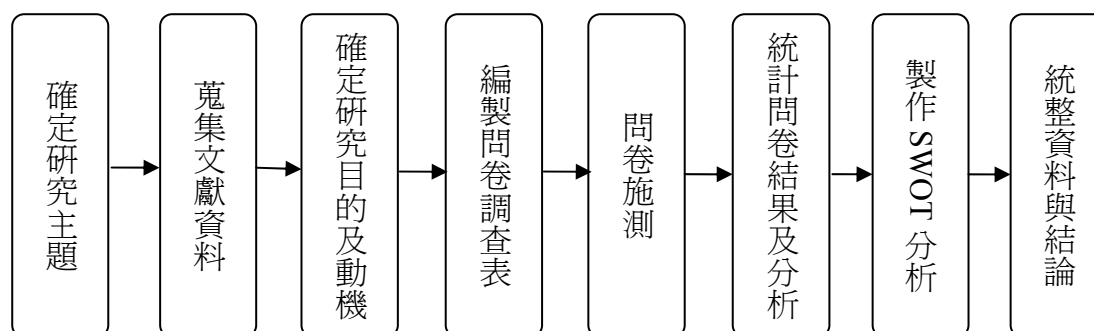 確定研究主題
蒐集文獻資料
確定研究目的及動機
編製問卷調查表
問卷施測
統計問卷結果及分析
製作 SWOT 分析
統整資料與結論